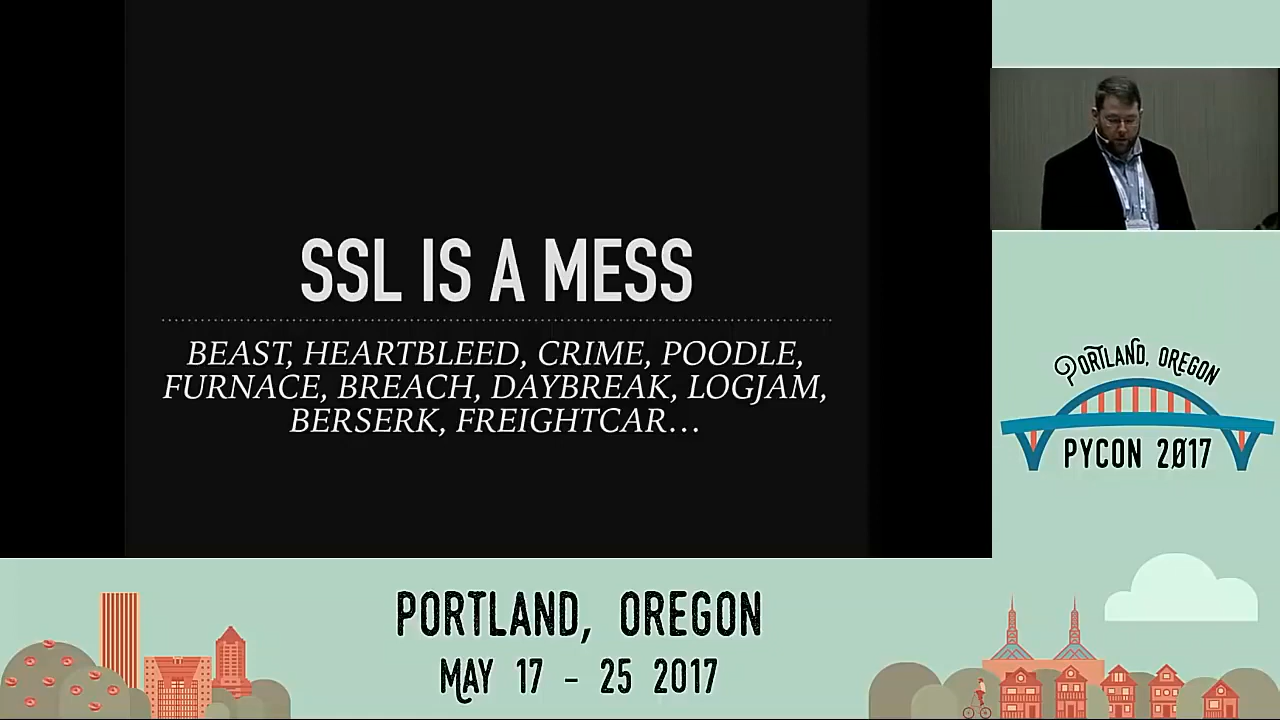 SSL IS A MESS
BEAST, HEARTBLEED, CRIME, POODLE,
FURNACE, BREACH, DAYBREAK, LOGJAM,
BERSERK, FREIGHTCAR...
PORTLAND, OREGON
PYCON 2017
PORTLAND, OREGON
MAY 17 - 25 2017